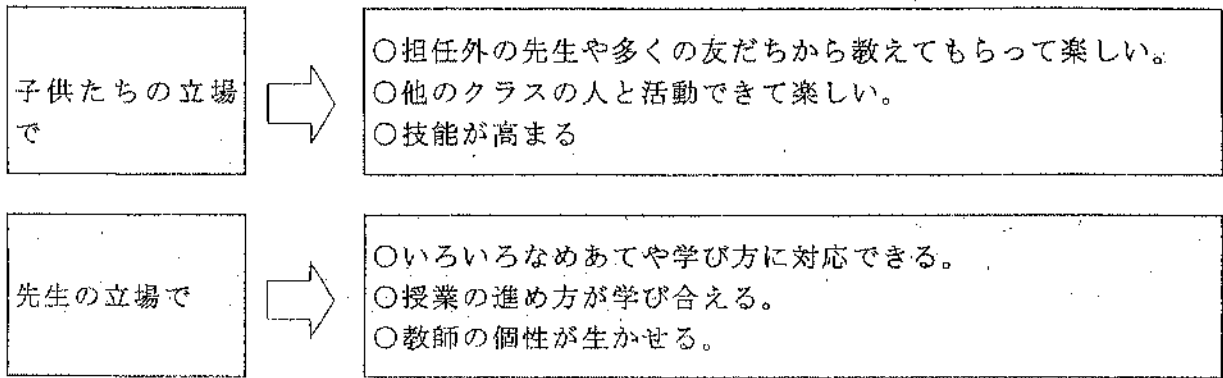 子供たちの立場
で
○担任外の先生や多くの友だちから教えてもらって楽しい。
○他のクラスの人と活動できて楽しい。
○技能が高まる
先生の立場で
○いろいろなめあてや学び方に対応できる。
○授業の進め方が学び合える。
○教師の個性が生かせる。